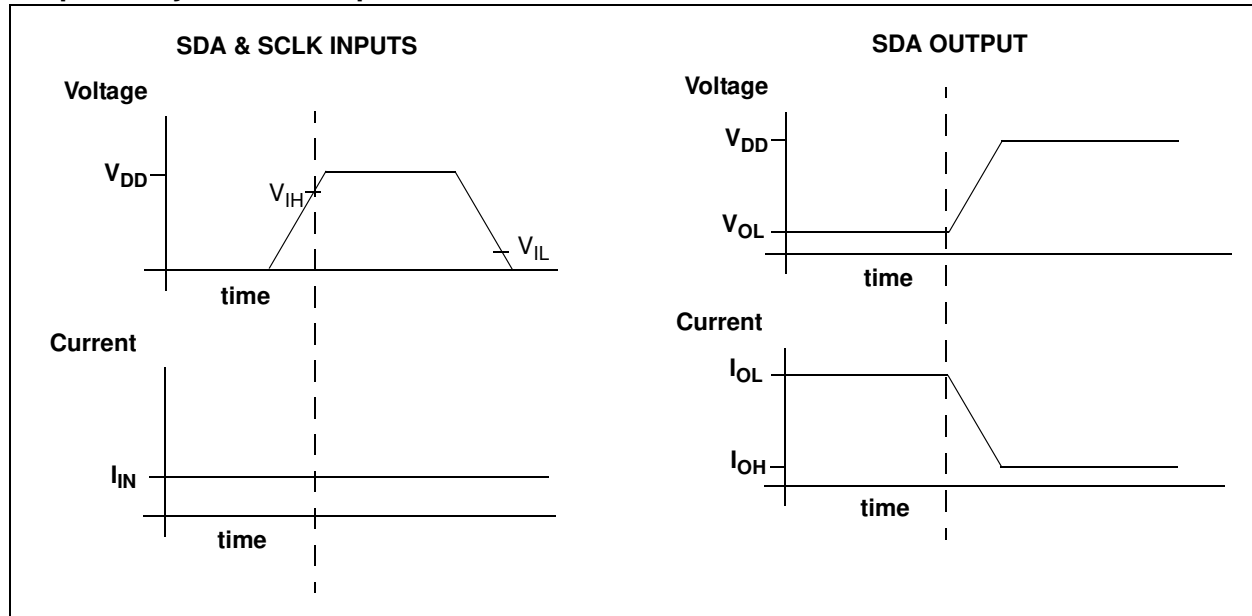 SDA & SCLK INPUTS
Voltage
VDD
VIH
VIL
time
Current
IIN
time
SDA OUTPUT
Voltage
VDD
VOL
time
Current
IOL
IOH
time